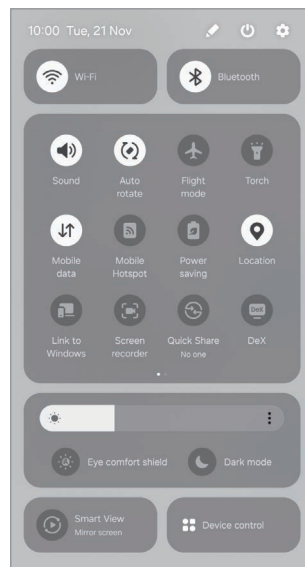 10:00 Tue, 21 Nov
Wi-Fi
Bluetooth
Sound
Auto
rotate
Flight
mode
Torch
Mobile
data
Mobile
Hotspot
Power
saving
Location
Link to
Windows
Screen
recorder
Quick Share
No one
DeX
DeX
Eye comfort shield
Dark mode
Smart View
Mirror screen
Device control